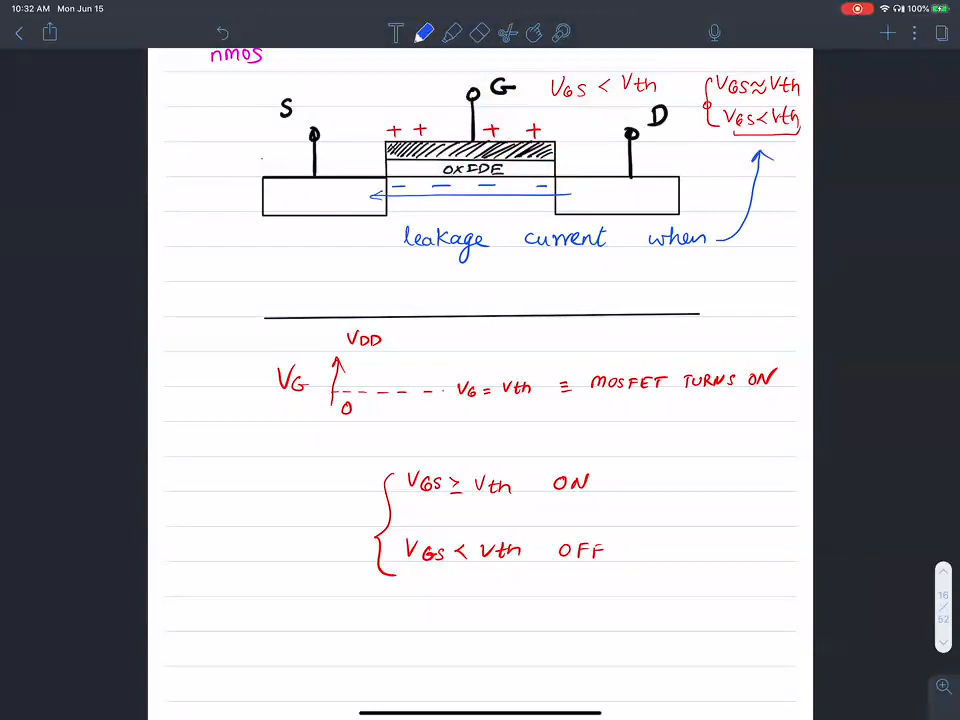 10:32 AM Mon Jun 15
100%
nmos
S
G
VGS < Vth
VGS ≈ Vth
VGS < Vth
D
+ + + +
OXIDE
− − − −
leakage current when
VDD
VG
VG = Vth ≡ MOSFET TURNS ON
0
VGS ≥ Vth ON
VGS < Vth OFF
16
/
52